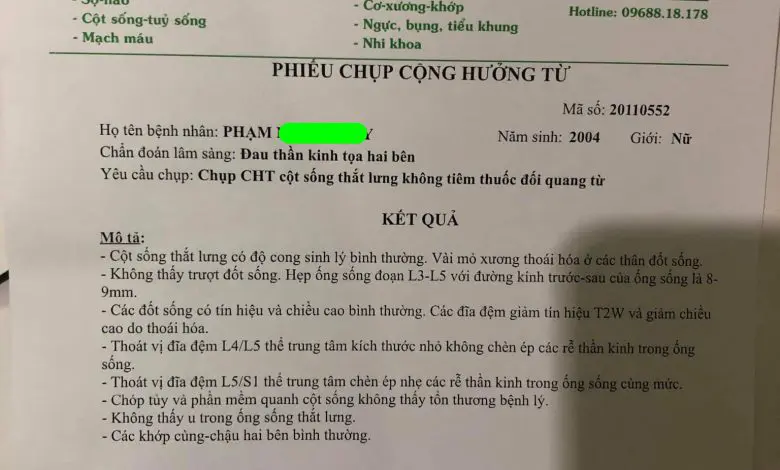 - Sọ-não
- Cơ-xương-khớp
Hotline: 09688.18.178
- Cột sống-tuỷ sống
- Ngực, bụng, tiểu khung
- Mạch máu
- Nhi khoa
PHIẾU CHỤP CỘNG HƯỞNG TỪ
Mã số: 20110552
Họ tên bệnh nhân: PHẠM
Năm sinh: 2004 Giới: Nữ
Chẩn đoán lâm sàng: Đau thần kinh tọa hai bên
Yêu cầu chụp: Chụp CHT cột sống thắt lưng không tiêm thuốc đối quang từ
KẾT QUẢ
Mô tả:
- Cột sống thắt lưng có độ cong sinh lý bình thường. Vài mỏ xương thoái hóa ở các thân đốt sống.
- Không thấy trượt đốt sống. Hẹp ống sống đoạn L3-L5 với đường kính trước-sau của ống sống là 8-
9mm.
- Các đốt sống có tín hiệu và chiều cao bình thường. Các đĩa đệm giảm tín hiệu T2W và giảm chiều
cao do thoái hóa.
- Thoát vị đĩa đệm L4/L5 thể trung tâm kích thước nhỏ không chèn ép các rễ thần kinh trong ống
sống.
- Thoát vị đĩa đệm L5/S1 thể trung tâm chèn ép nhẹ các rễ thần kinh trong ống sống cùng mức.
- Chóp tủy và phần mềm quanh cột sống không thấy tổn thương bệnh lý.
- Không thấy u trong ống sống thắt lưng.
- Các khớp cùng-chậu hai bên bình thường.